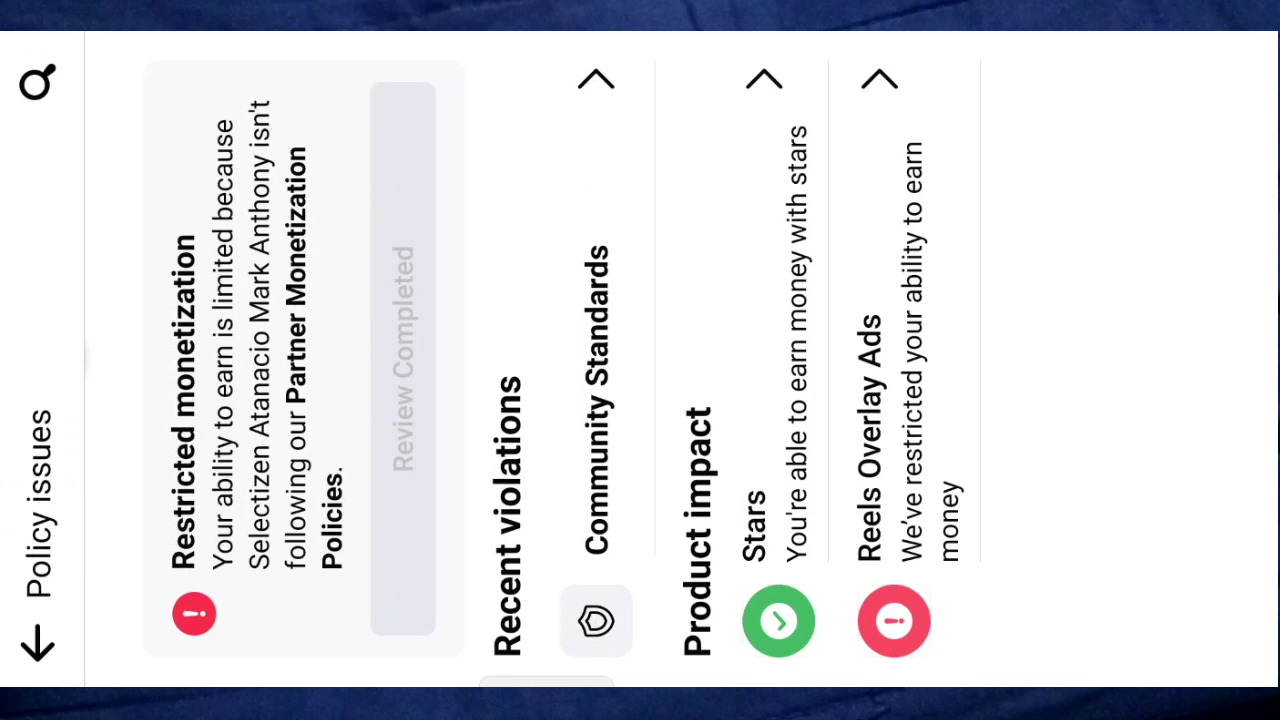 Policy issues
Restricted monetization
Your ability to earn is limited because
Selectizen Atanacio Mark Anthony isn't
following our Partner Monetization
Policies.
Review Completed
Recent violations
Community Standards
Product impact
Stars
You're able to earn money with stars
Reels Overlay Ads
We've restricted your ability to earn
money